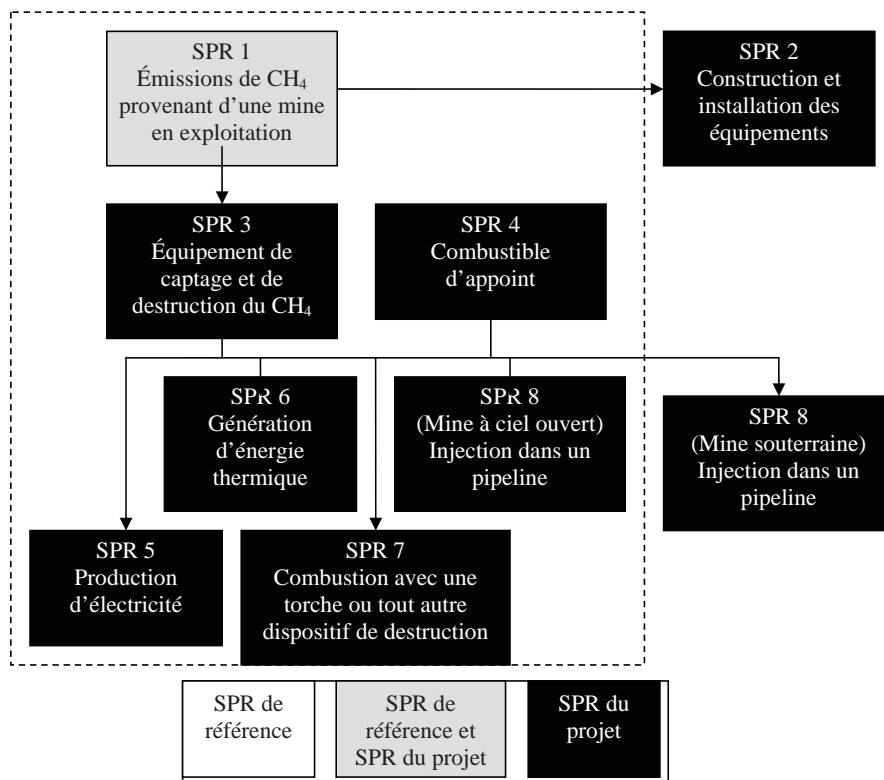 SPR 1
Émissions de CH₄
provenant d’une mine
en exploitation
SPR 2
Construction et
installation des
équipements
SPR 3
Équipement de
captage et de
destruction du CH₄
SPR 4
Combustible
d’appoint
SPR 6
Génération
d’énergie
thermique
SPR 8
(Mine à ciel ouvert)
Injection dans un
pipeline
SPR 8
(Mine souterraine)
Injection dans un
pipeline
SPR 5
Production
d’électricité
SPR 7
Combustion avec une
torche ou tout autre
dispositif de destruction
SPR de
référence
SPR de
référence et
SPR du projet
SPR du
projet